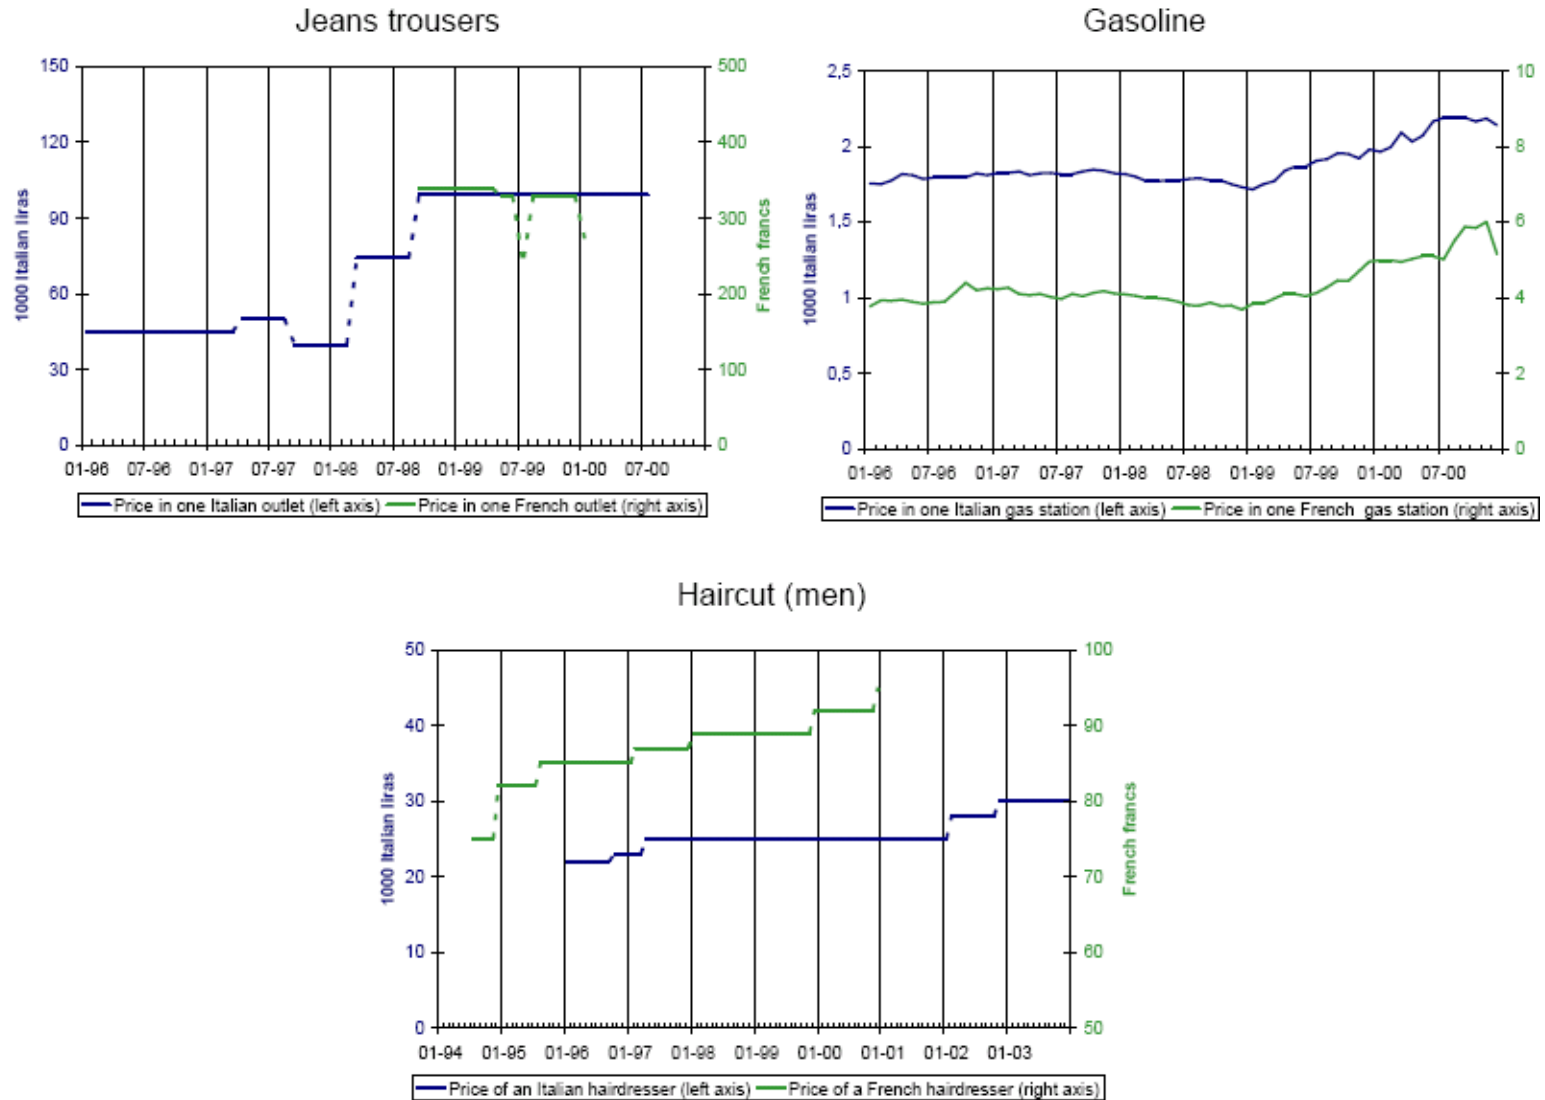 Jeans trousers
150
120
90
60
30
0
1000 Italian liras
500
400
300
200
100
0
French francs
01-96 07-96 01-97 07-97 01-98 07-98 01-99 07-99 01-00 07-00
Price in one Italian outlet (left axis) Price in one French outlet (right axis)
Gasoline
2,5
2
1,5
1
0,5
0
1000 Italian liras
10
8
6
4
2
0
01-96 07-96 01-97 07-97 01-98 07-98 01-99 07-99 01-00 07-00
Price in one Italian gas station (left axis) Price in one French gas station (right axis)
Haircut (men)
50
40
30
20
10
0
1000 Italian liras
100
90
80
70
60
50
French francs
01-94 01-95 01-96 01-97 01-98 01-99 01-00 01-01 01-02 01-03
Price of an Italian hairdresser (left axis) Price of a French hairdresser (right axis)